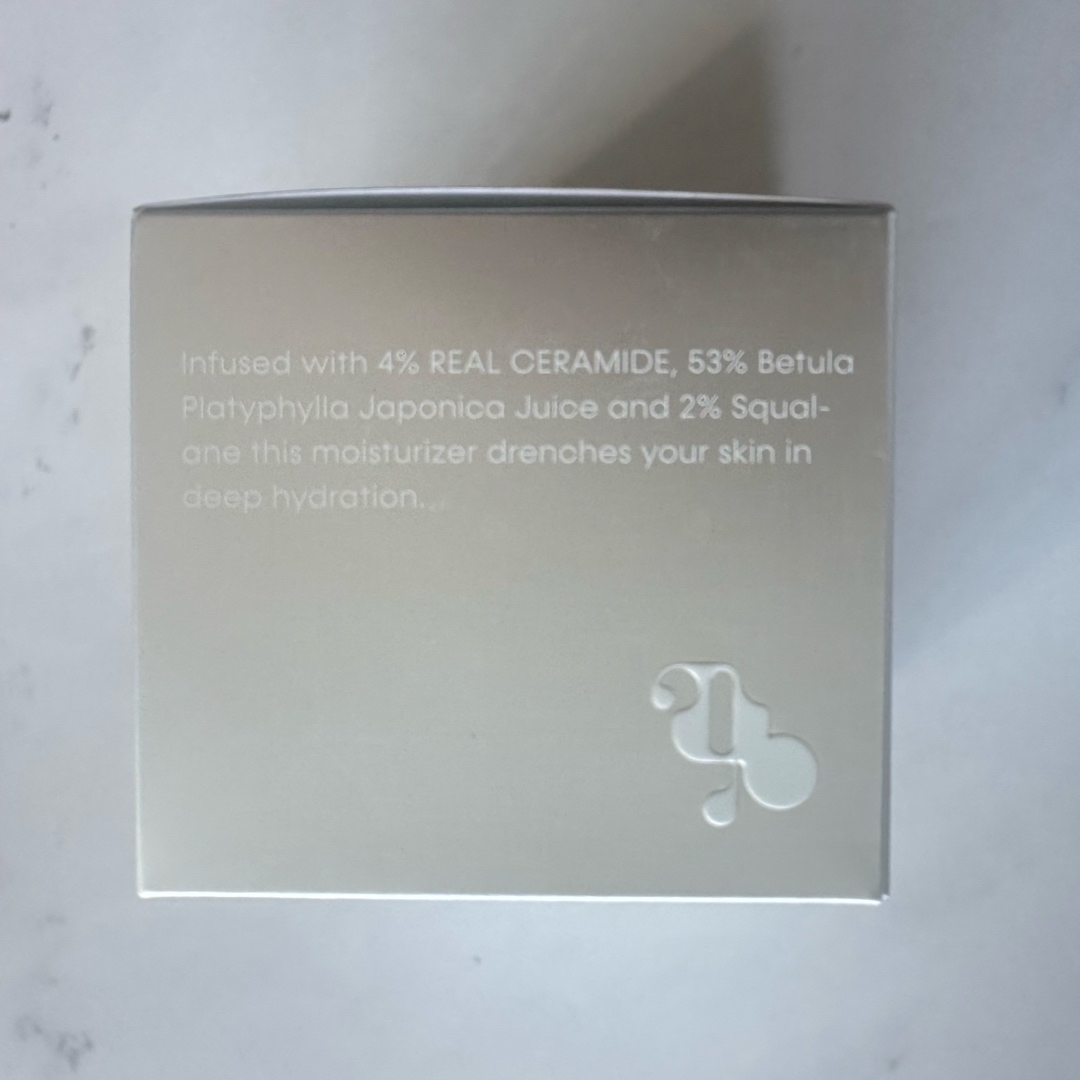 Infused with 4% REAL CERAMIDE, 53% Betula
Platyphylla Japonica Juice and 2% Squal-
ane this moisturizer drenches your skin in
deep hydration.